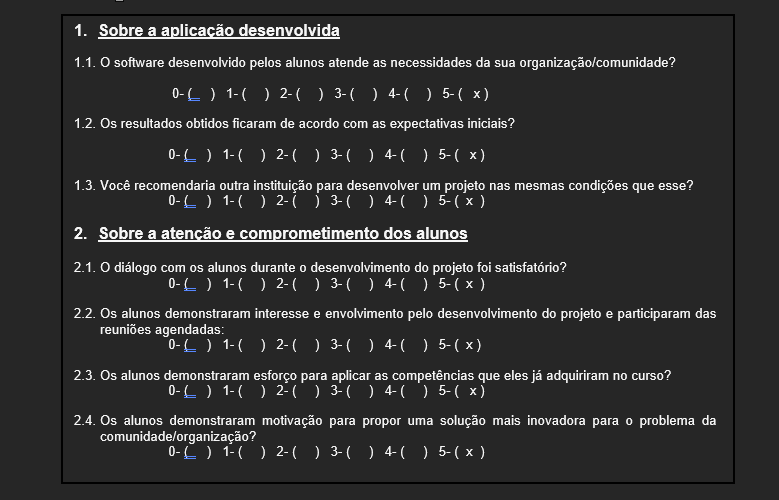 1. Sobre a aplicação desenvolvida
1.1. O software desenvolvido pelos alunos atende as necessidades da sua organização/comunidade?
0- (  ) 1- (  ) 2- (  ) 3- (  ) 4- (  ) 5- ( x )
1.2. Os resultados obtidos ficaram de acordo com as expectativas iniciais?
0- (  ) 1- (  ) 2- (  ) 3- (  ) 4- (  ) 5- ( x )
1.3. Você recomendaria outra instituição para desenvolver um projeto nas mesmas condições que esse?
0- (  ) 1- (  ) 2- (  ) 3- (  ) 4- (  ) 5- ( x )
2. Sobre a atenção e comprometimento dos alunos
2.1. O diálogo com os alunos durante o desenvolvimento do projeto foi satisfatório?
0- (  ) 1- (  ) 2- (  ) 3- (  ) 4- (  ) 5- ( x )
2.2. Os alunos demonstraram interesse e envolvimento pelo desenvolvimento do projeto e participaram das
reuniões agendadas:
0- (  ) 1- (  ) 2- (  ) 3- (  ) 4- (  ) 5- ( x )
2.3. Os alunos demonstraram esforço para aplicar as competências que eles já adquiriram no curso?
0- (  ) 1- (  ) 2- (  ) 3- (  ) 4- (  ) 5- ( x )
2.4. Os alunos demonstraram motivação para propor uma solução mais inovadora para o problema da
comunidade/organização?
0- (  ) 1- (  ) 2- (  ) 3- (  ) 4- (  ) 5- ( x )